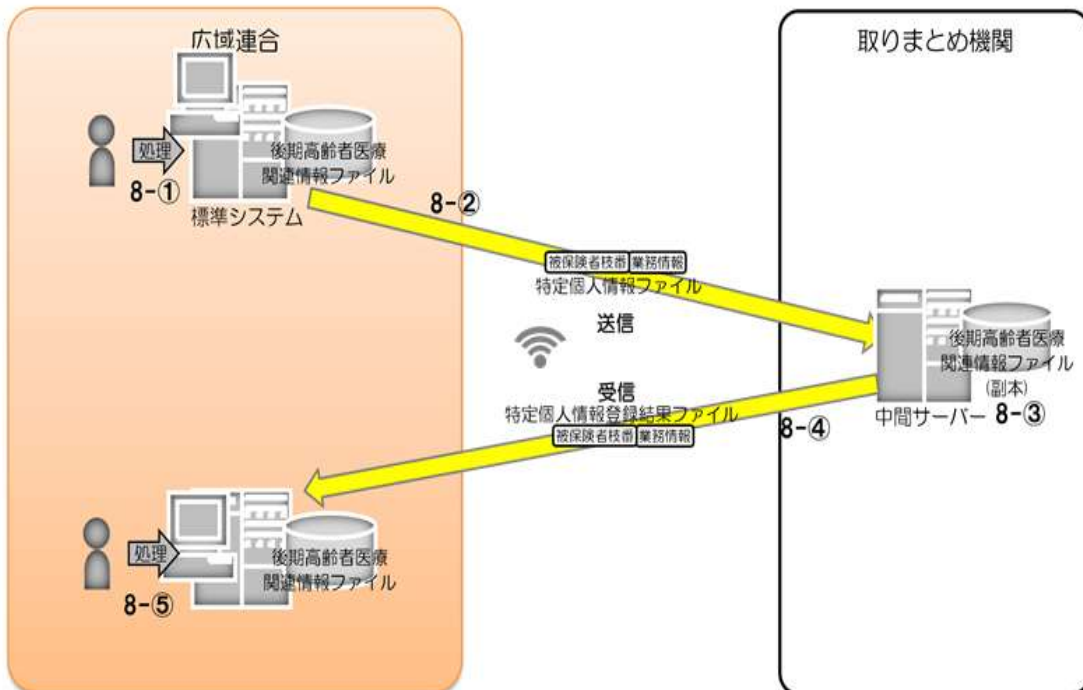 広域連合
取りまとめ機関
処理
8-①
後期高齢者医療
関連情報ファイル
標準システム
8-②
被保険者枝番 業務情報
特定個人情報ファイル
送信
後期高齢者医療
関連情報ファイル
(副本)
中間サーバー 8-③
受信
特定個人情報登録結果ファイル
被保険者枝番 業務情報
8-④
処理
8-⑤
後期高齢者医療
関連情報ファイル